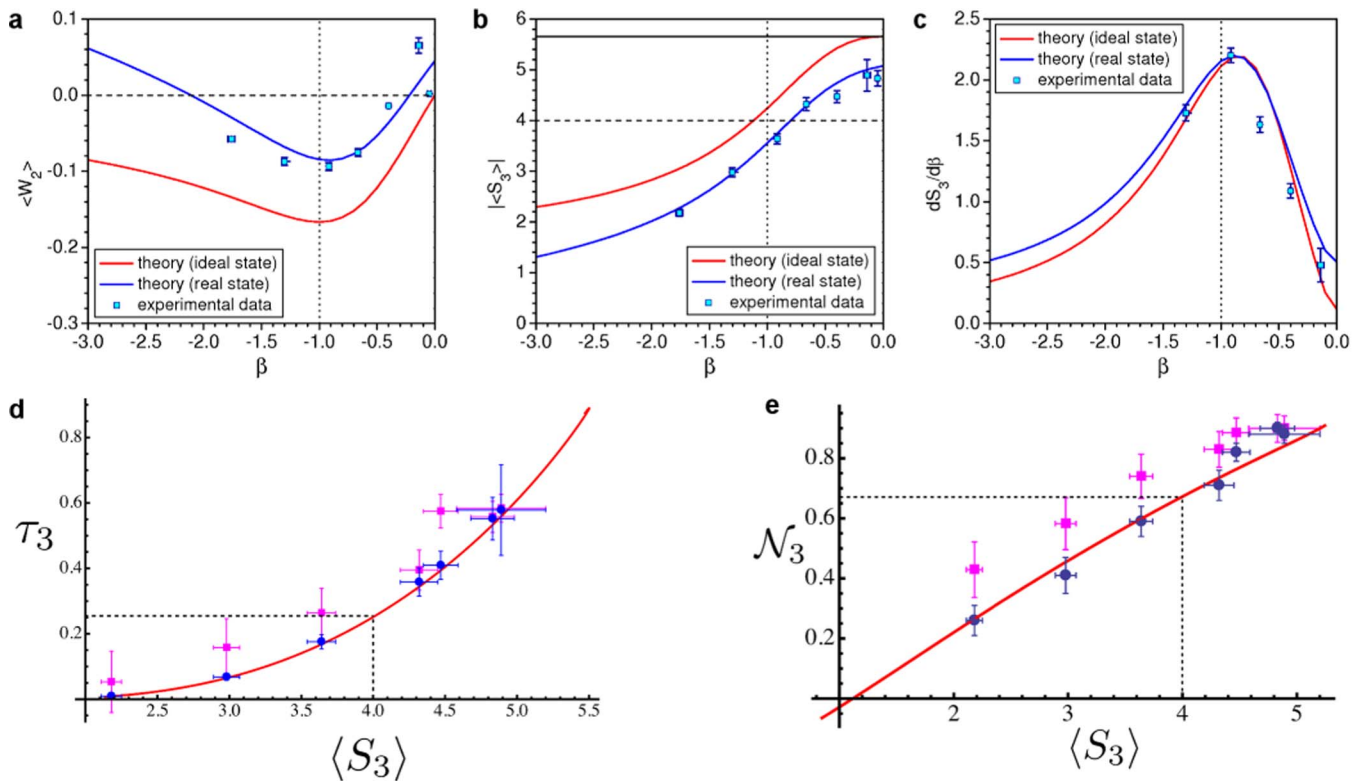 a
0.1
0.0
-0.1
-0.2
-0.3
<W2>
-3.0 -2.5 -2.0 -1.5 -1.0 -0.5 0.0
β
theory (ideal state)
theory (real state)
experimental data
b
6
5
4
3
2
1
0
|<S3>|
-3.0 -2.5 -2.0 -1.5 -1.0 -0.5 0.0
β
theory (ideal state)
theory (real state)
experimental data
c
2.5
2.0
1.5
1.0
0.5
0.0
dS3/dβ
-3.0 -2.5 -2.0 -1.5 -1.0 -0.5 0.0
β
theory (ideal state)
theory (real state)
experimental data
d
0.8
0.6
0.4
0.2
τ3
2.5 3.0 3.5 4.0 4.5 5.0 5.5
⟨S3⟩
e
0.8
0.6
0.4
0.2
𝒩3
2 3 4 5
⟨S3⟩